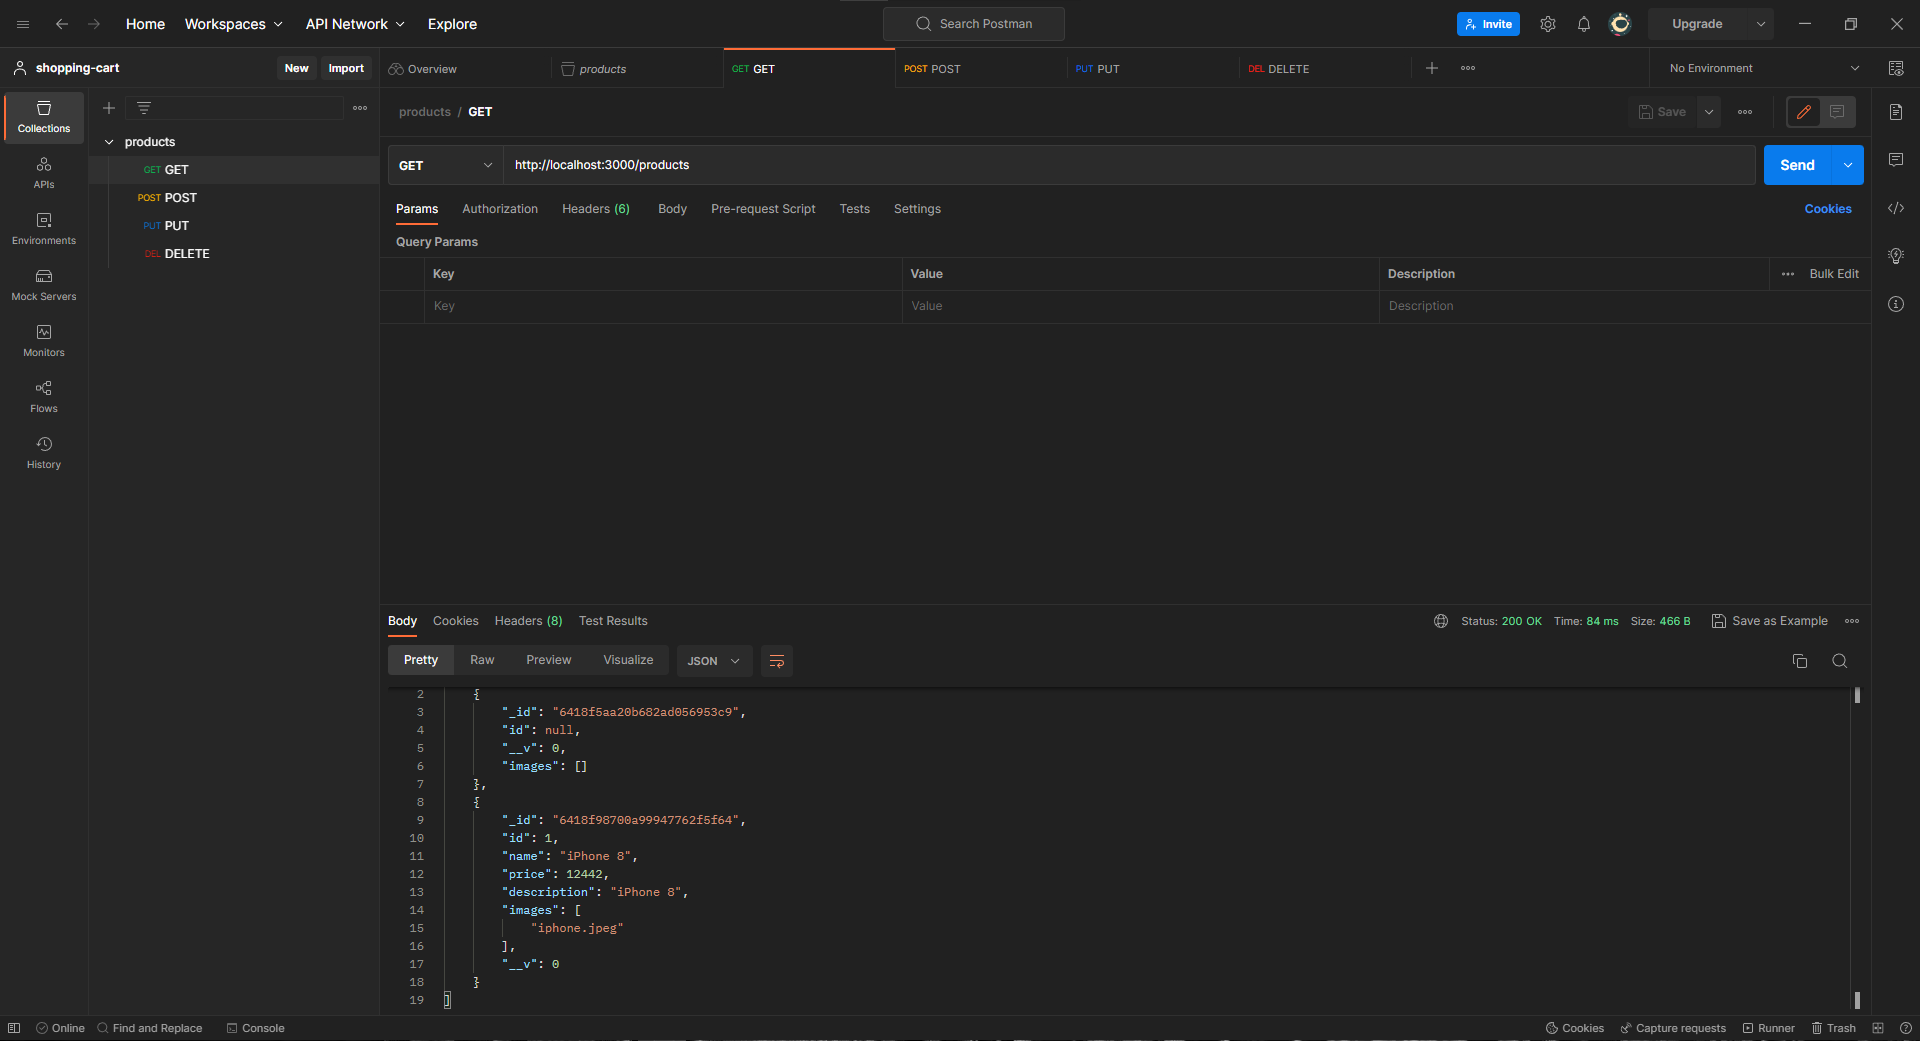 Home Workspaces API Network Explore Search Postman Invite Upgrade
shopping-cart New Import Overview products GET GET POST POST PUT PUT DEL DELETE No Environment
Collections
APIs
Environments
Mock Servers
Monitors
Flows
History
products
GET GET
POST POST
PUT PUT
DEL DELETE
products / GET Save
GET http://localhost:3000/products Send
Params Authorization Headers (6) Body Pre-request Script Tests Settings Cookies
Query Params
Key Value Description Bulk Edit
Key Value Description
Body Cookies Headers (8) Test Results Status: 200 OK Time: 84 ms Size: 466 B Save as Example
Pretty Raw Preview Visualize JSON
2 {
3 "_id": "6418f5aa20b682ad056953c9",
4 "id": null,
5 "__v": 0,
6 "images": []
7 },
8 {
9 "_id": "6418f98700a99947762f5f64",
10 "id": 1,
11 "name": "iPhone 8",
12 "price": 12442,
13 "description": "iPhone 8",
14 "images": [
15 "iphone.jpeg"
16 ],
17 "__v": 0
18 }
19 ]
Online Find and Replace Console Cookies Capture requests Runner Trash